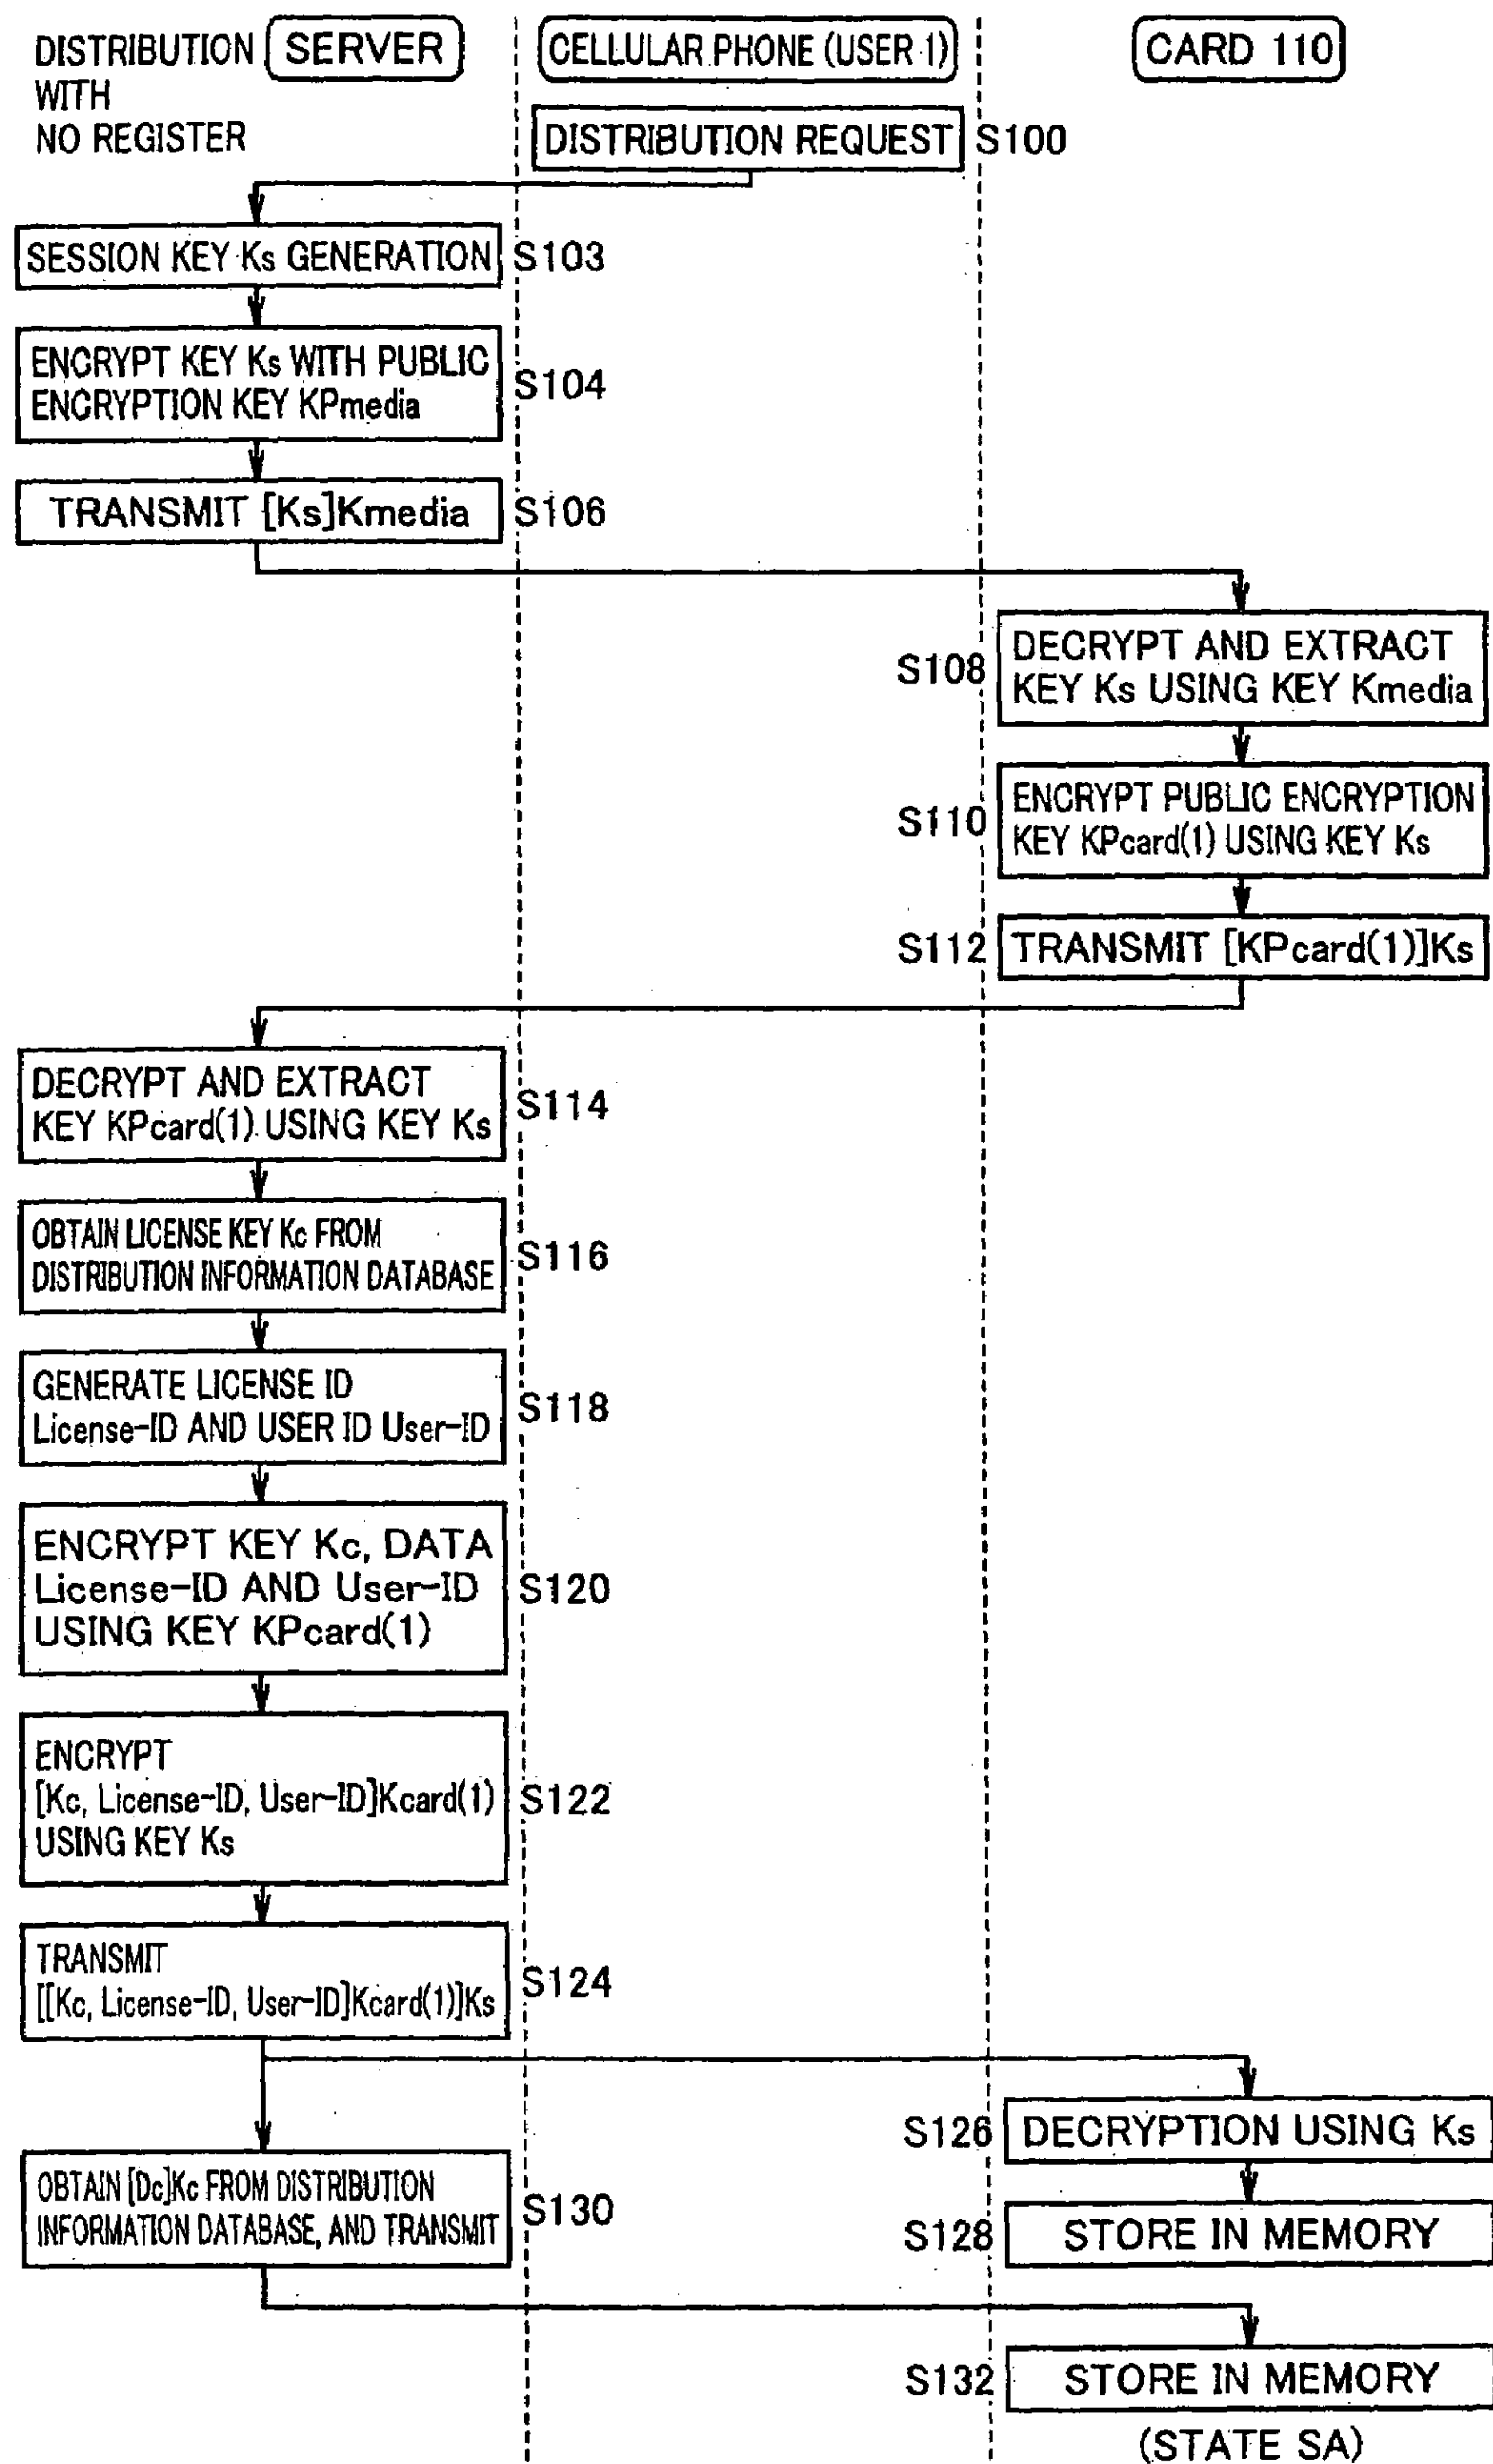 DISTRIBUTION
WITH
NO REGISTER
SERVER
CELLULAR PHONE (USER 1)
CARD 110
DISTRIBUTION REQUEST
S100
SESSION KEY Ks GENERATION
S103
ENCRYPT KEY Ks WITH PUBLIC
ENCRYPTION KEY KPmedia
S104
TRANSMIT [Ks]Kmedia
S106
S108
DECRYPT AND EXTRACT
KEY Ks USING KEY Kmedia
S110
ENCRYPT PUBLIC ENCRYPTION
KEY KPcard(1) USING KEY Ks
S112
TRANSMIT [KPcard(1)]Ks
DECRYPT AND EXTRACT
KEY KPcard(1) USING KEY Ks
S114
OBTAIN LICENSE KEY Kc FROM
DISTRIBUTION INFORMATION DATABASE
S116
GENERATE LICENSE ID
License-ID AND USER ID User-ID
S118
ENCRYPT KEY Kc, DATA
License-ID AND User-ID
USING KEY KPcard(1)
S120
ENCRYPT
[Kc, License-ID, User-ID]Kcard(1)
USING KEY Ks
S122
TRANSMIT
[[Kc, License-ID, User-ID]Kcard(1)]Ks
S124
S126
DECRYPTION USING Ks
OBTAIN [Dc]Kc FROM DISTRIBUTION
INFORMATION DATABASE, AND TRANSMIT
S130
S128
STORE IN MEMORY
S132
STORE IN MEMORY
(STATE SA)